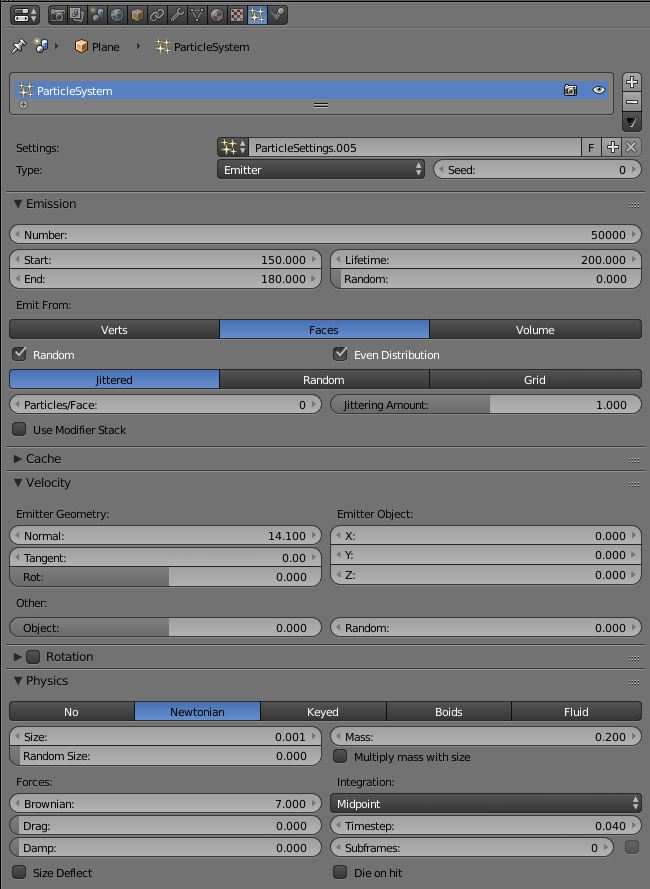 Plane ParticleSystem
ParticleSystem
Settings: ParticleSettings.005 F
Type: Emitter Seed: 0
Emission
Number: 50000
Start: 150.000 Lifetime: 200.000
End: 180.000 Random: 0.000
Emit From:
Verts Faces Volume
Random Even Distribution
Jittered Random Grid
Particles/Face: 0 Jittering Amount: 1.000
Use Modifier Stack
Cache
Velocity
Emitter Geometry: Emitter Object:
Normal: 14.100 X: 0.000
Tangent: 0.00 Y: 0.000
Rot: 0.000 Z: 0.000
Other:
Object: 0.000 Random: 0.000
Rotation
Physics
No Newtonian Keyed Boids Fluid
Size: 0.001 Mass: 0.200
Random Size: 0.000 Multiply mass with size
Forces: Integration:
Brownian: 7.000 Midpoint
Drag: 0.000 Timestep: 0.040
Damp: 0.000 Subframes: 0
Size Deflect Die on hit